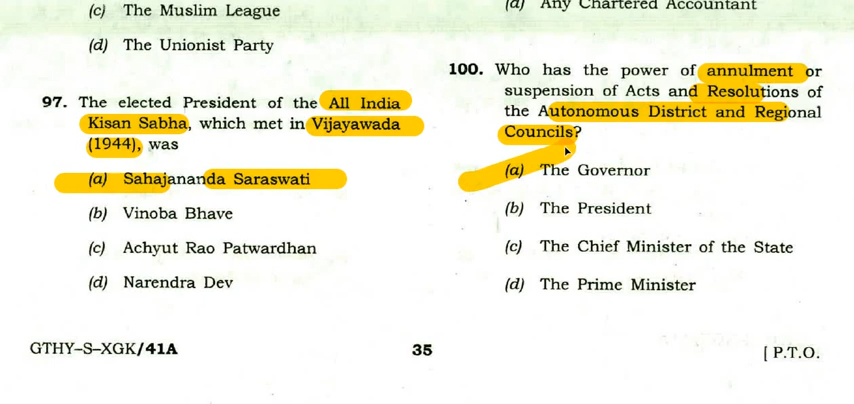 (c) The Muslim League
(d) The Unionist Party
97. The elected President of the All India
Kisan Sabha, which met in Vijayawada
(1944), was
(a) Sahajananda Saraswati
(b) Vinoba Bhave
(c) Achyut Rao Patwardhan
(d) Narendra Dev
(d) Any Chartered Accountant
100. Who has the power of annulment or
suspension of Acts and Resolutions of
the Autonomous District and Regional
Councils?
(a) The Governor
(b) The President
(c) The Chief Minister of the State
(d) The Prime Minister
GTHY–S–XGK/41A
35
[ P.T.O.